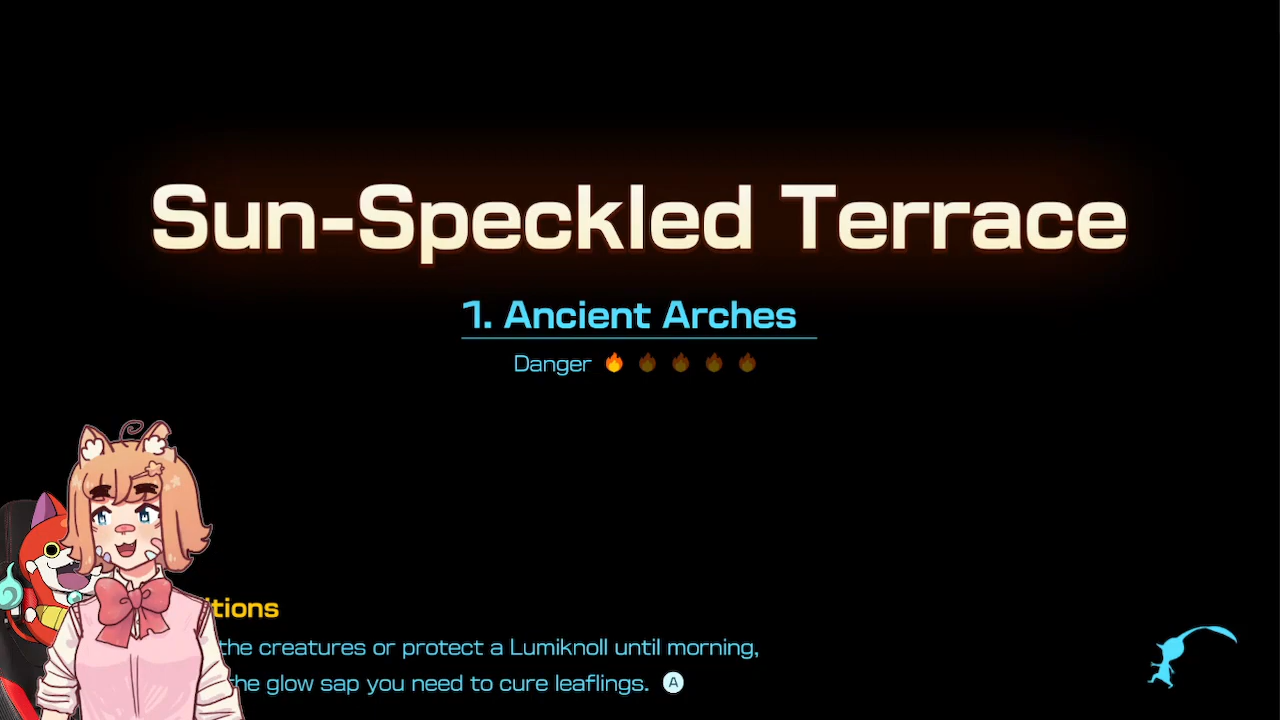 Sun-Speckled Terrace
1. Ancient Arches
Danger
itions
the creatures or protect a Lumiknoll until morning,
he glow sap you need to cure leaflings. A